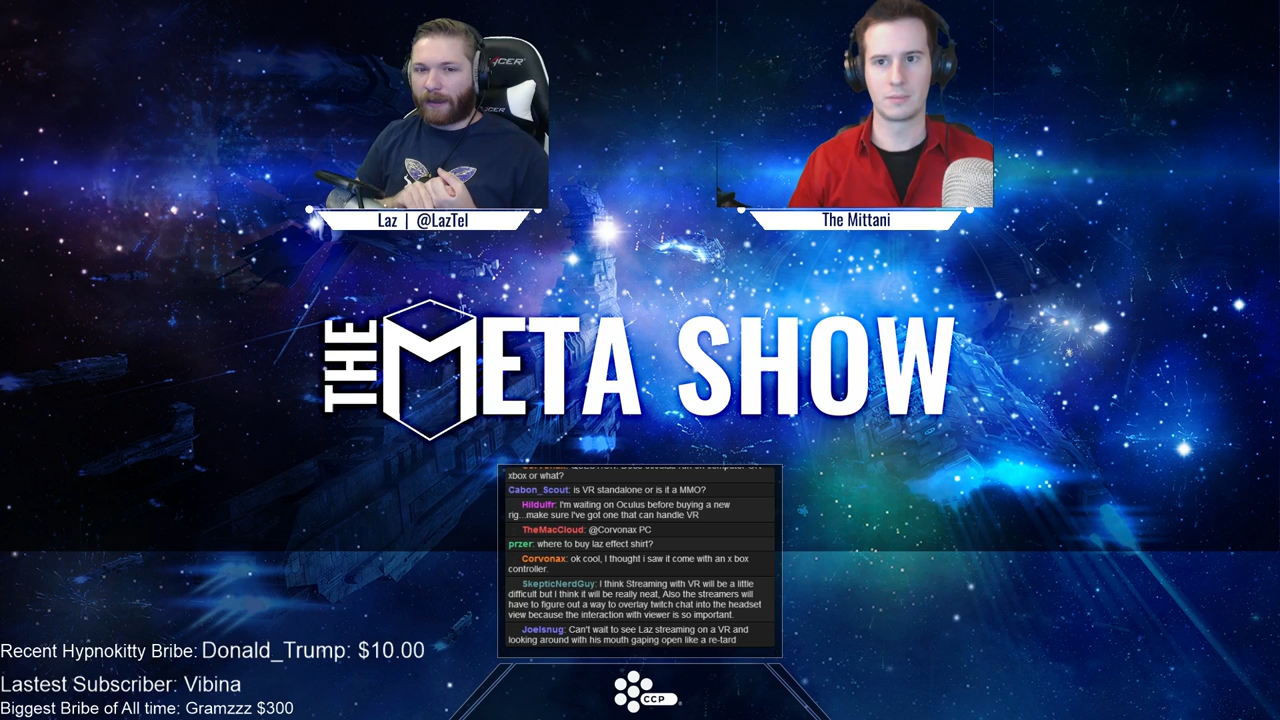 Laz | @LazTel
The Mittani
THE META SHOW
xbox or what?
Cabon_Scout: is VR standalone or is it a MMO?
Hildulfr: I'm waiting on Oculus before buying a new
rig...make sure I've got one that can handle VR
TheMacCloud: @Corvonax PC
przer: where to buy laz effect shirt?
Corvonax: ok cool, I thought i saw it come with an x box
controller.
SkepticNerdGuy: I think Streaming with VR will be a little
difficult but I think it will be really neat, Also the streamers will
have to figure out a way to overlay twitch chat into the headset
view because the interaction with viewer is so important.
Joelsnug: Can't wait to see Laz streaming on a VR and
looking around with his mouth gaping open like a re-tard
Recent Hypnokitty Bribe: Donald_Trump: $10.00
Lastest Subscriber: Vibina
Biggest Bribe of All time: Gramzzz $300
CCP